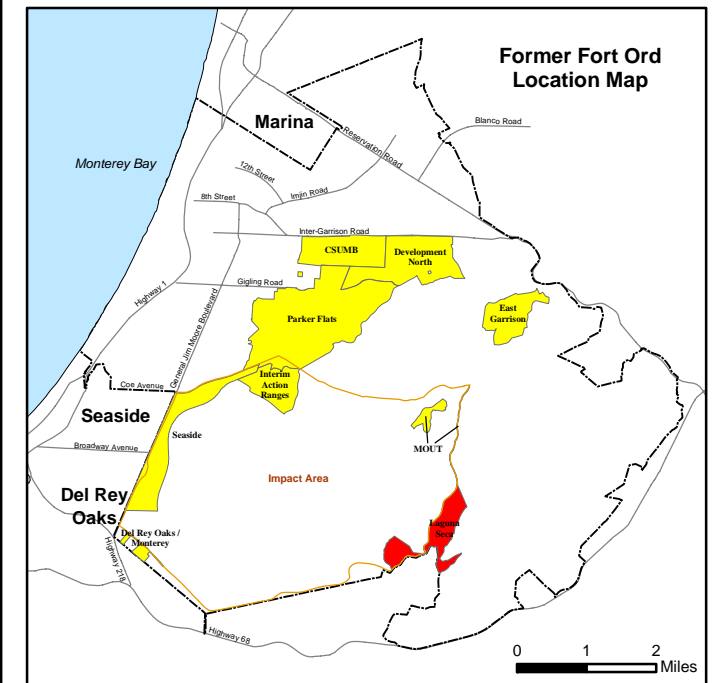 Former Fort Ord
Location Map
Marina
Blanco Road
Reservation Road
Monterey Bay
12th Street
Imjin Road
8th Street
Inter-Garrison Road
CSUMB
Development
North
Gigling Road
Highway 1
General Jim Moore Boulevard
East
Garrison
Parker Flats
Interim
Action
Ranges
Coe Avenue
Seaside
Seaside
Broadway Avenue
MOUT
Impact Area
Del Rey
Oaks
Laguna
Seca
Del Rey Oaks /
Monterey
Highway 218
Highway 68
0 1 2
Miles